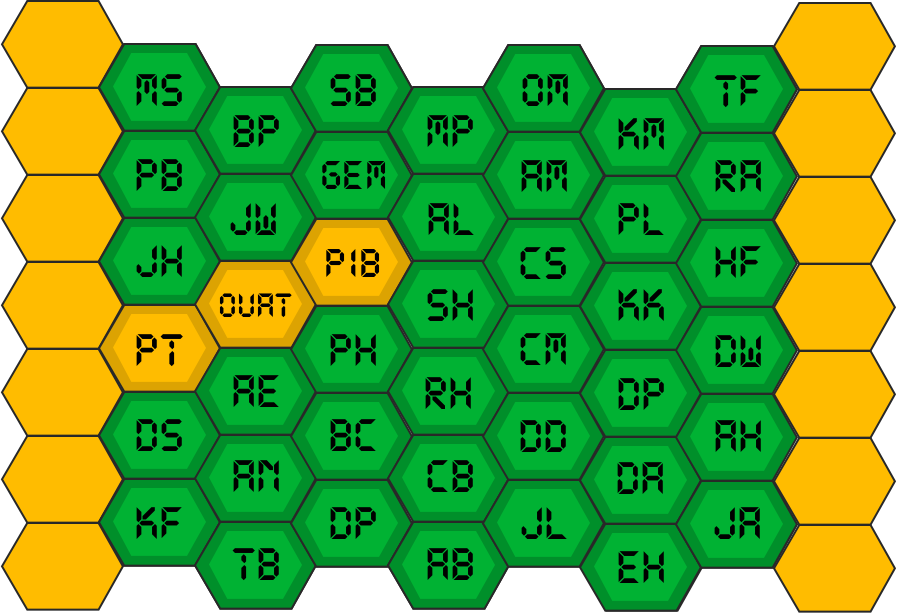 MS SB OM TF
BP MP KM
PB GEM AM RA
JW AL PL
JH PIB CS HF
OUAT SH KK
PT PH CM DW
AE RH DP
DS BC DD AH
AN CB DA
KF DP JL JA
TB AB EH